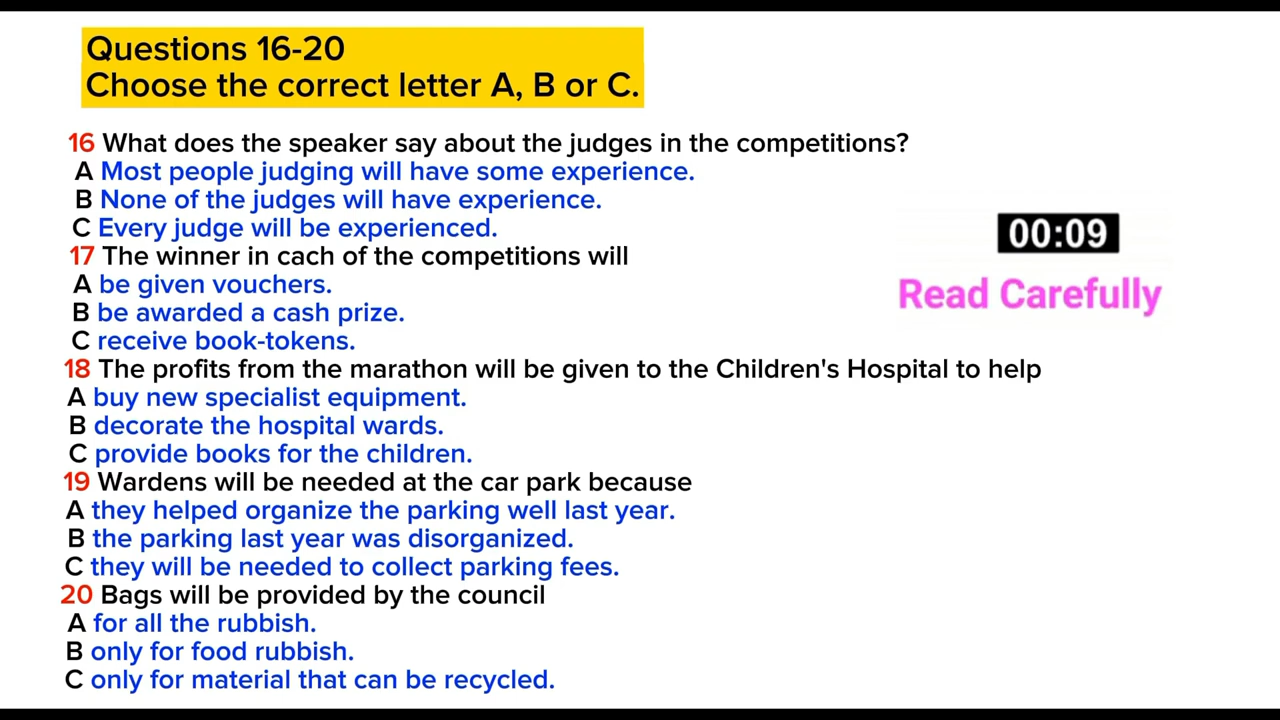 Questions 16-20
Choose the correct letter A, B or C.
16 What does the speaker say about the judges in the competitions?
A Most people judging will have some experience.
B None of the judges will have experience.
C Every judge will be experienced.
17 The winner in cach of the competitions will
A be given vouchers.
B be awarded a cash prize.
C receive book-tokens.
18 The profits from the marathon will be given to the Children's Hospital to help
A buy new specialist equipment.
B decorate the hospital wards.
C provide books for the children.
19 Wardens will be needed at the car park because
A they helped organize the parking well last year.
B the parking last year was disorganized.
C they will be needed to collect parking fees.
20 Bags will be provided by the council
A for all the rubbish.
B only for food rubbish.
C only for material that can be recycled.
00:09
Read Carefully